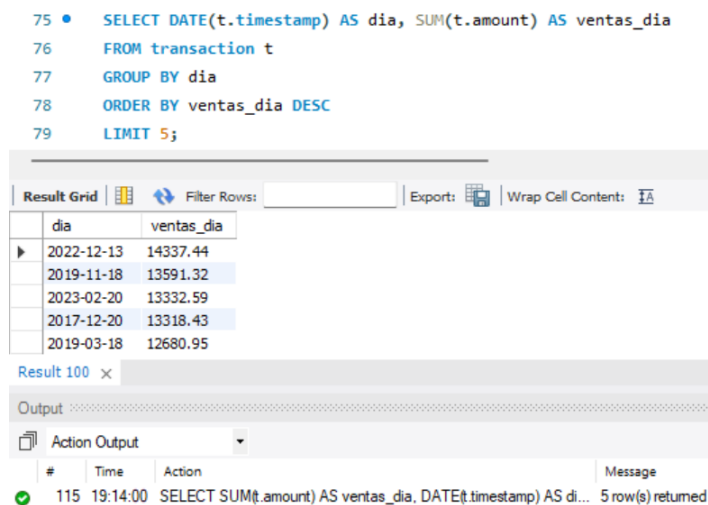 75 SELECT DATE(t.timestamp) AS dia, SUM(t.amount) AS ventas_dia
76 FROM transaction t
77 GROUP BY dia
78 ORDER BY ventas_dia DESC
79 LIMIT 5;
Result Grid Filter Rows: Export: Wrap Cell Content:
dia ventas_dia
2022-12-13 14337.44
2019-11-18 13591.32
2023-02-20 13332.59
2017-12-20 13318.43
2019-03-18 12680.95
Result 100 ×
Output
Action Output
# Time Action Message
115 19:14:00 SELECT SUM(t.amount) AS ventas_dia, DATE(t.timestamp) AS di... 5 row(s) returned